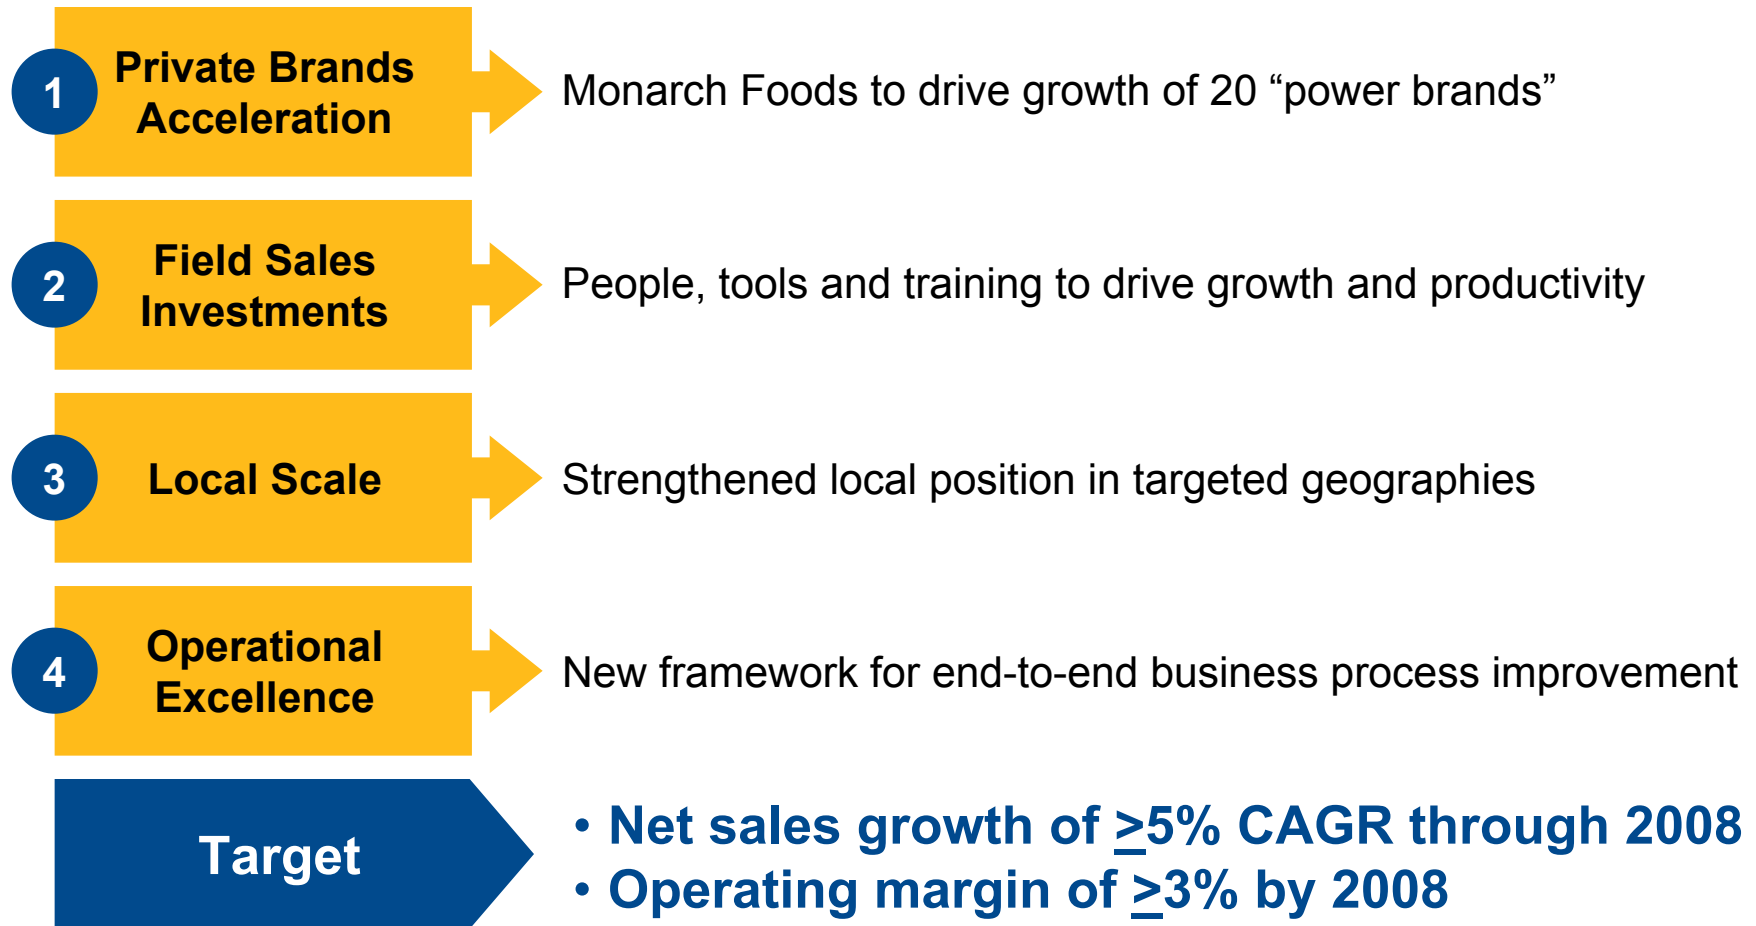 1
Private Brands
Acceleration
Monarch Foods to drive growth of 20 “power brands”
2
Field Sales
Investments
People, tools and training to drive growth and productivity
3
Local Scale
Strengthened local position in targeted geographies
4
Operational
Excellence
New framework for end-to-end business process improvement
Target
• Net sales growth of ≥5% CAGR through 2008
• Operating margin of ≥3% by 2008